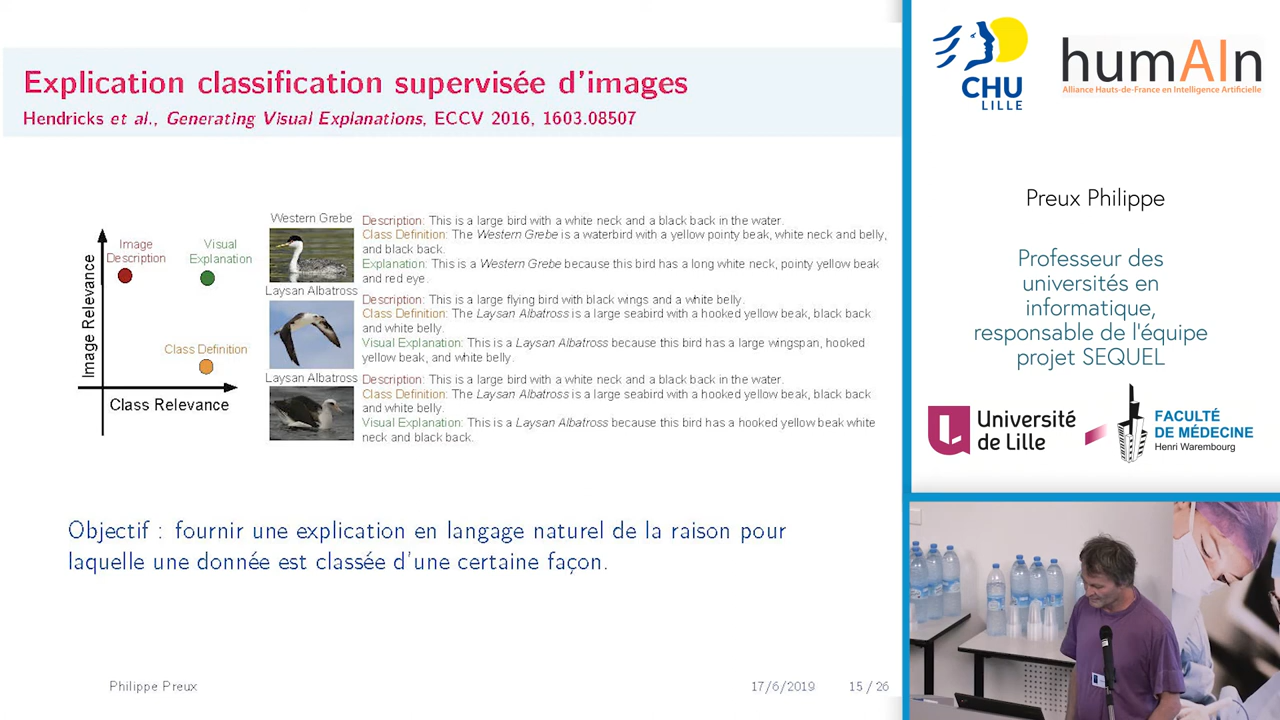 Explication classification supervisée d'images
Hendricks et al., Generating Visual Explanations, ECCV 2016, 1603.08507
Image Relevance
Image
Description
Visual
Explanation
Class Definition
Class Relevance
Western Grebe
Description: This is a large bird with a white neck and a black back in the water.
Class Definition: The Western Grebe is a waterbird with a yellow pointy beak, white neck and belly,
and black back.
Explanation: This is a Western Grebe because this bird has a long white neck, pointy yellow beak
and red eye.
Laysan Albatross
Description: This is a large flying bird with black wings and a white belly.
Class Definition: The Laysan Albatross is a large seabird with a hooked yellow beak, black back
and white belly.
Visual Explanation: This is a Laysan Albatross because this bird has a large wingspan, hooked
yellow beak, and white belly.
Laysan Albatross
Description: This is a large bird with a white neck and a black back in the water.
Class Definition: The Laysan Albatross is a large seabird with a hooked yellow beak, black back
and white belly.
Visual Explanation: This is a Laysan Albatross because this bird has a hooked yellow beak white
neck and black back.
Objectif : fournir une explication en langage naturel de la raison pour
laquelle une donnée est classée d'une certaine façon.
Philippe Preux
17/6/2019
15 / 26
CHU
LILLE
humAIn
Alliance Hauts-de-France en Intelligence Artificielle
Preux Philippe
Professeur des
universités en
informatique,
responsable de l'équipe
projet SEQUEL
Université
de Lille
FACULTÉ
DE MÉDECINE
Henri Warembourg